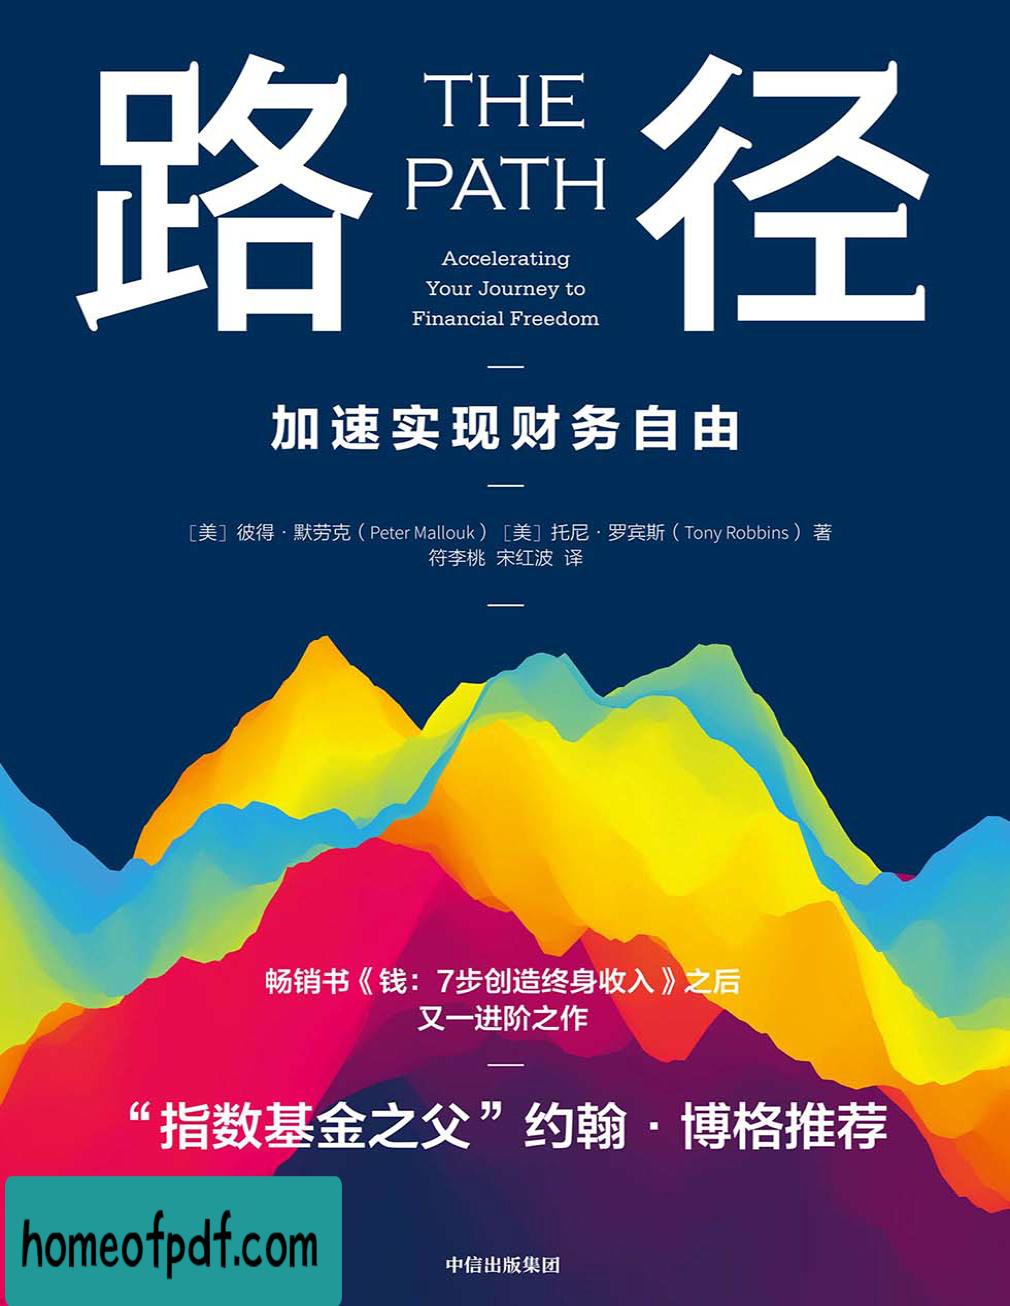 路径
THE
PATH
Accelerating
Your Journey to
Financial Freedom
加速实现财务自由
［美］彼得·默劳克（Peter Mallouk）［美］托尼·罗宾斯（Tony Robbins）著
符李桃 宋红波 译
畅销书《钱：7步创造终身收入》之后
又一进阶之作
“指数基金之父”约翰·博格推荐
homeofpdf.com
中信出版集团